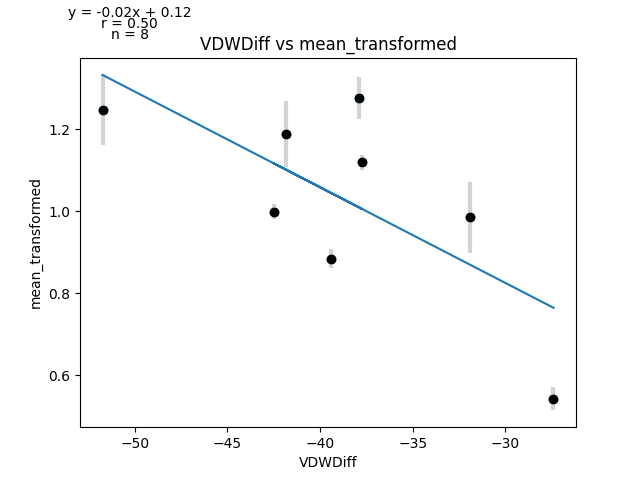 y = -0.02x + 0.12
r = 0.50
n = 8
VDWDiff vs mean_transformed
mean_transformed
1.2
1.0
0.8
0.6
−50
−45
−40
−35
−30
VDWDiff